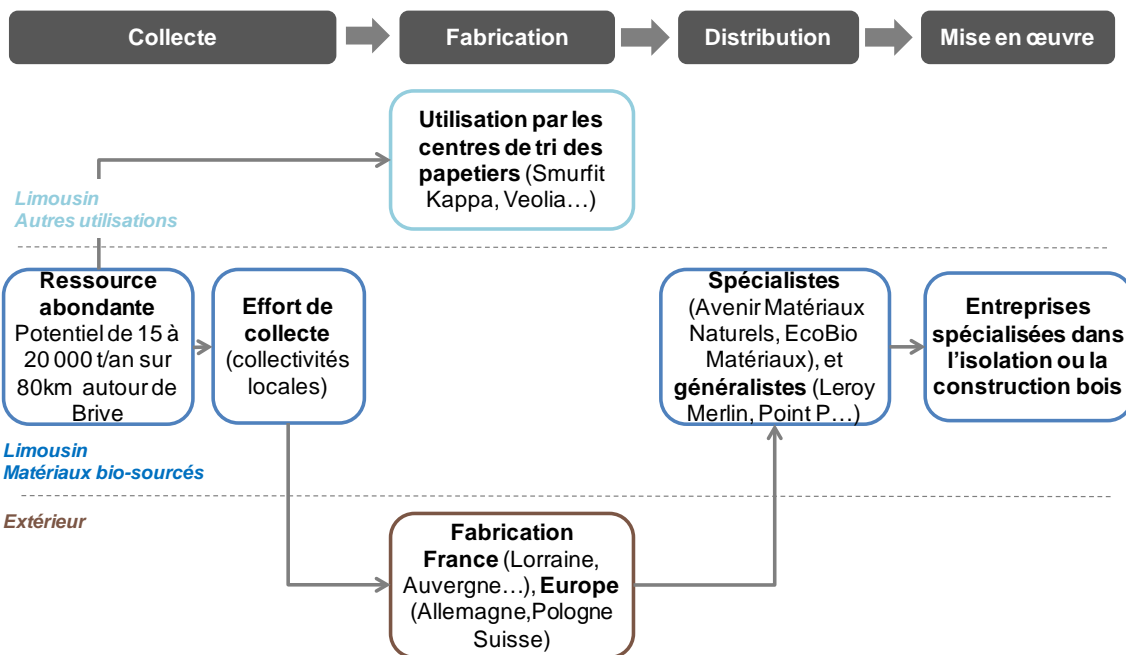 Collecte
Fabrication
Distribution
Mise en œuvre
Utilisation par les
centres de tri des
papetiers (Smurfit
Kappa, Veolia…)
Limousin
Autres utilisations
Ressource
abondante
Potentiel de 15 à
20 000 t/an sur
80km autour de
Brive
Effort de
collecte
(collectivités
locales)
Spécialistes
(Avenir Matériaux
Naturels, EcoBio
Matériaux), et
généralistes (Leroy
Merlin, Point P…)
Entreprises
spécialisées dans
l'isolation ou la
construction bois
Limousin
Matériaux bio-sourcés
Extérieur
Fabrication
France (Lorraine,
Auvergne…), Europe
(Allemagne,Pologne
Suisse)